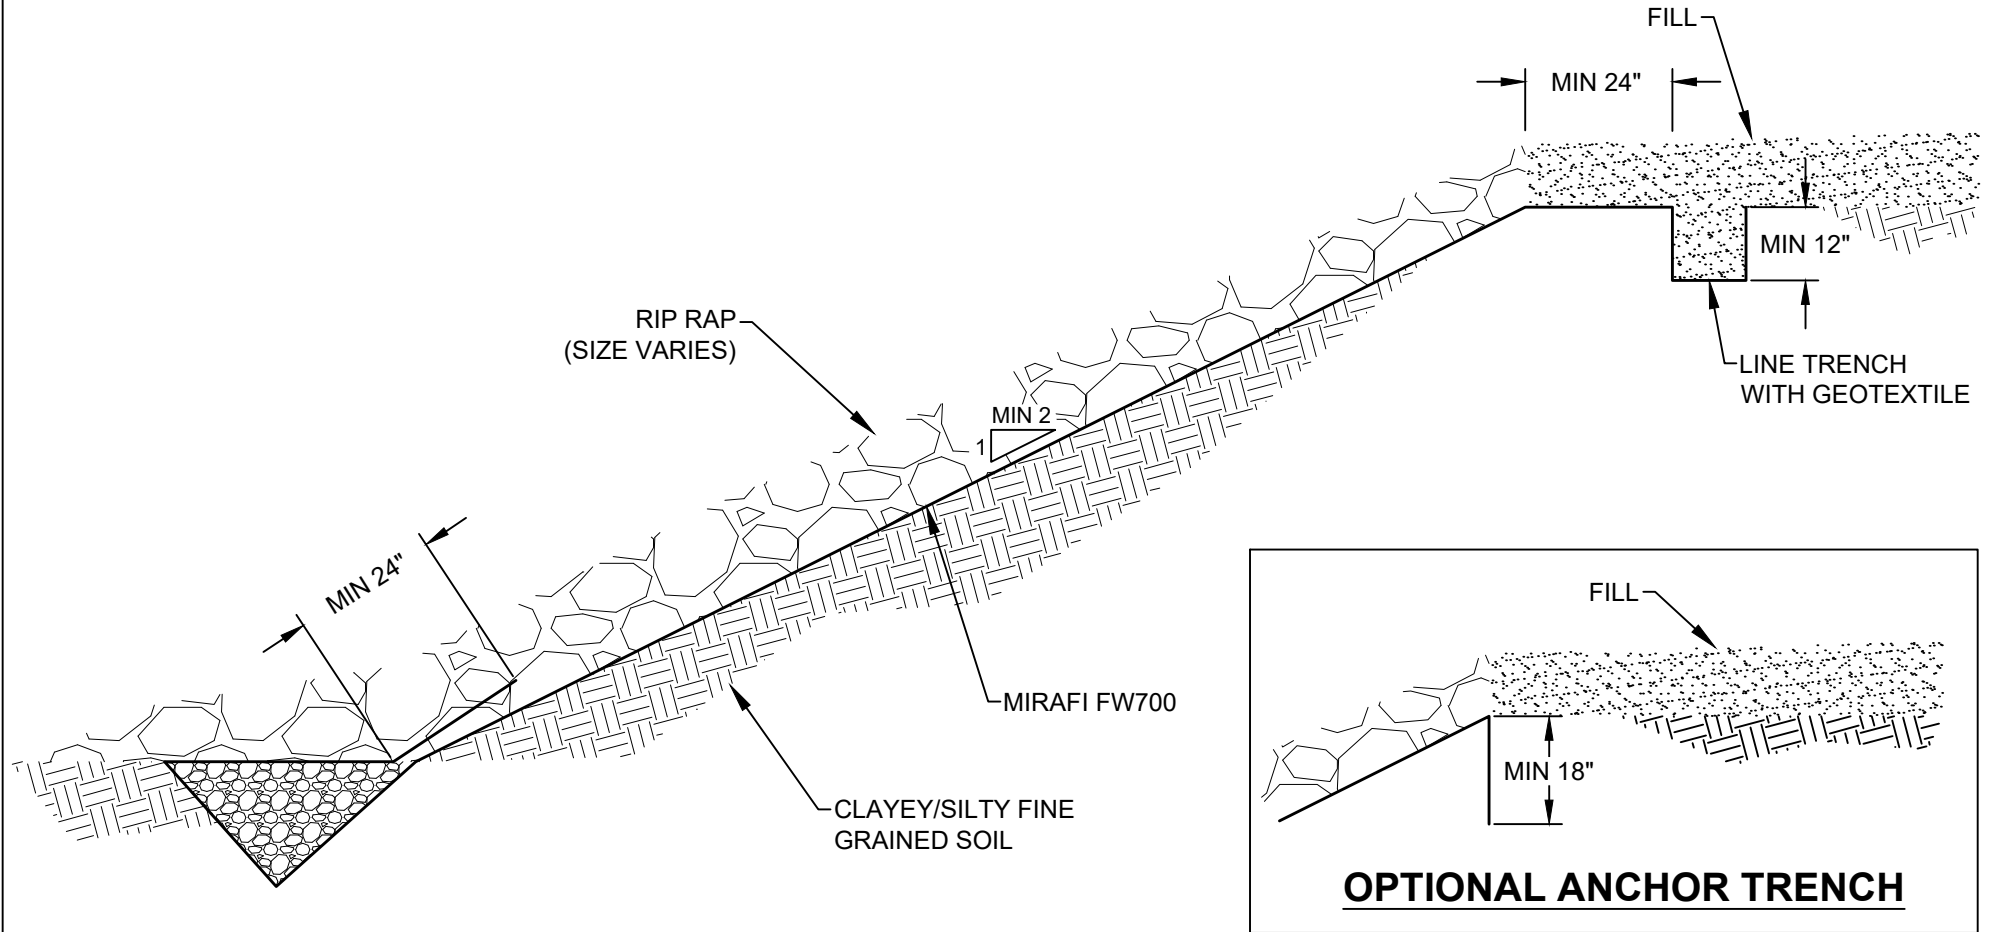 FILL
MIN 24"
MIN 12"
RIP RAP
(SIZE VARIES)
LINE TRENCH
WITH GEOTEXTILE
MIN 2
1
MIN 24"
MIRAFI FW700
CLAYEY/SILTY FINE
GRAINED SOIL
FILL
MIN 18"
OPTIONAL ANCHOR TRENCH